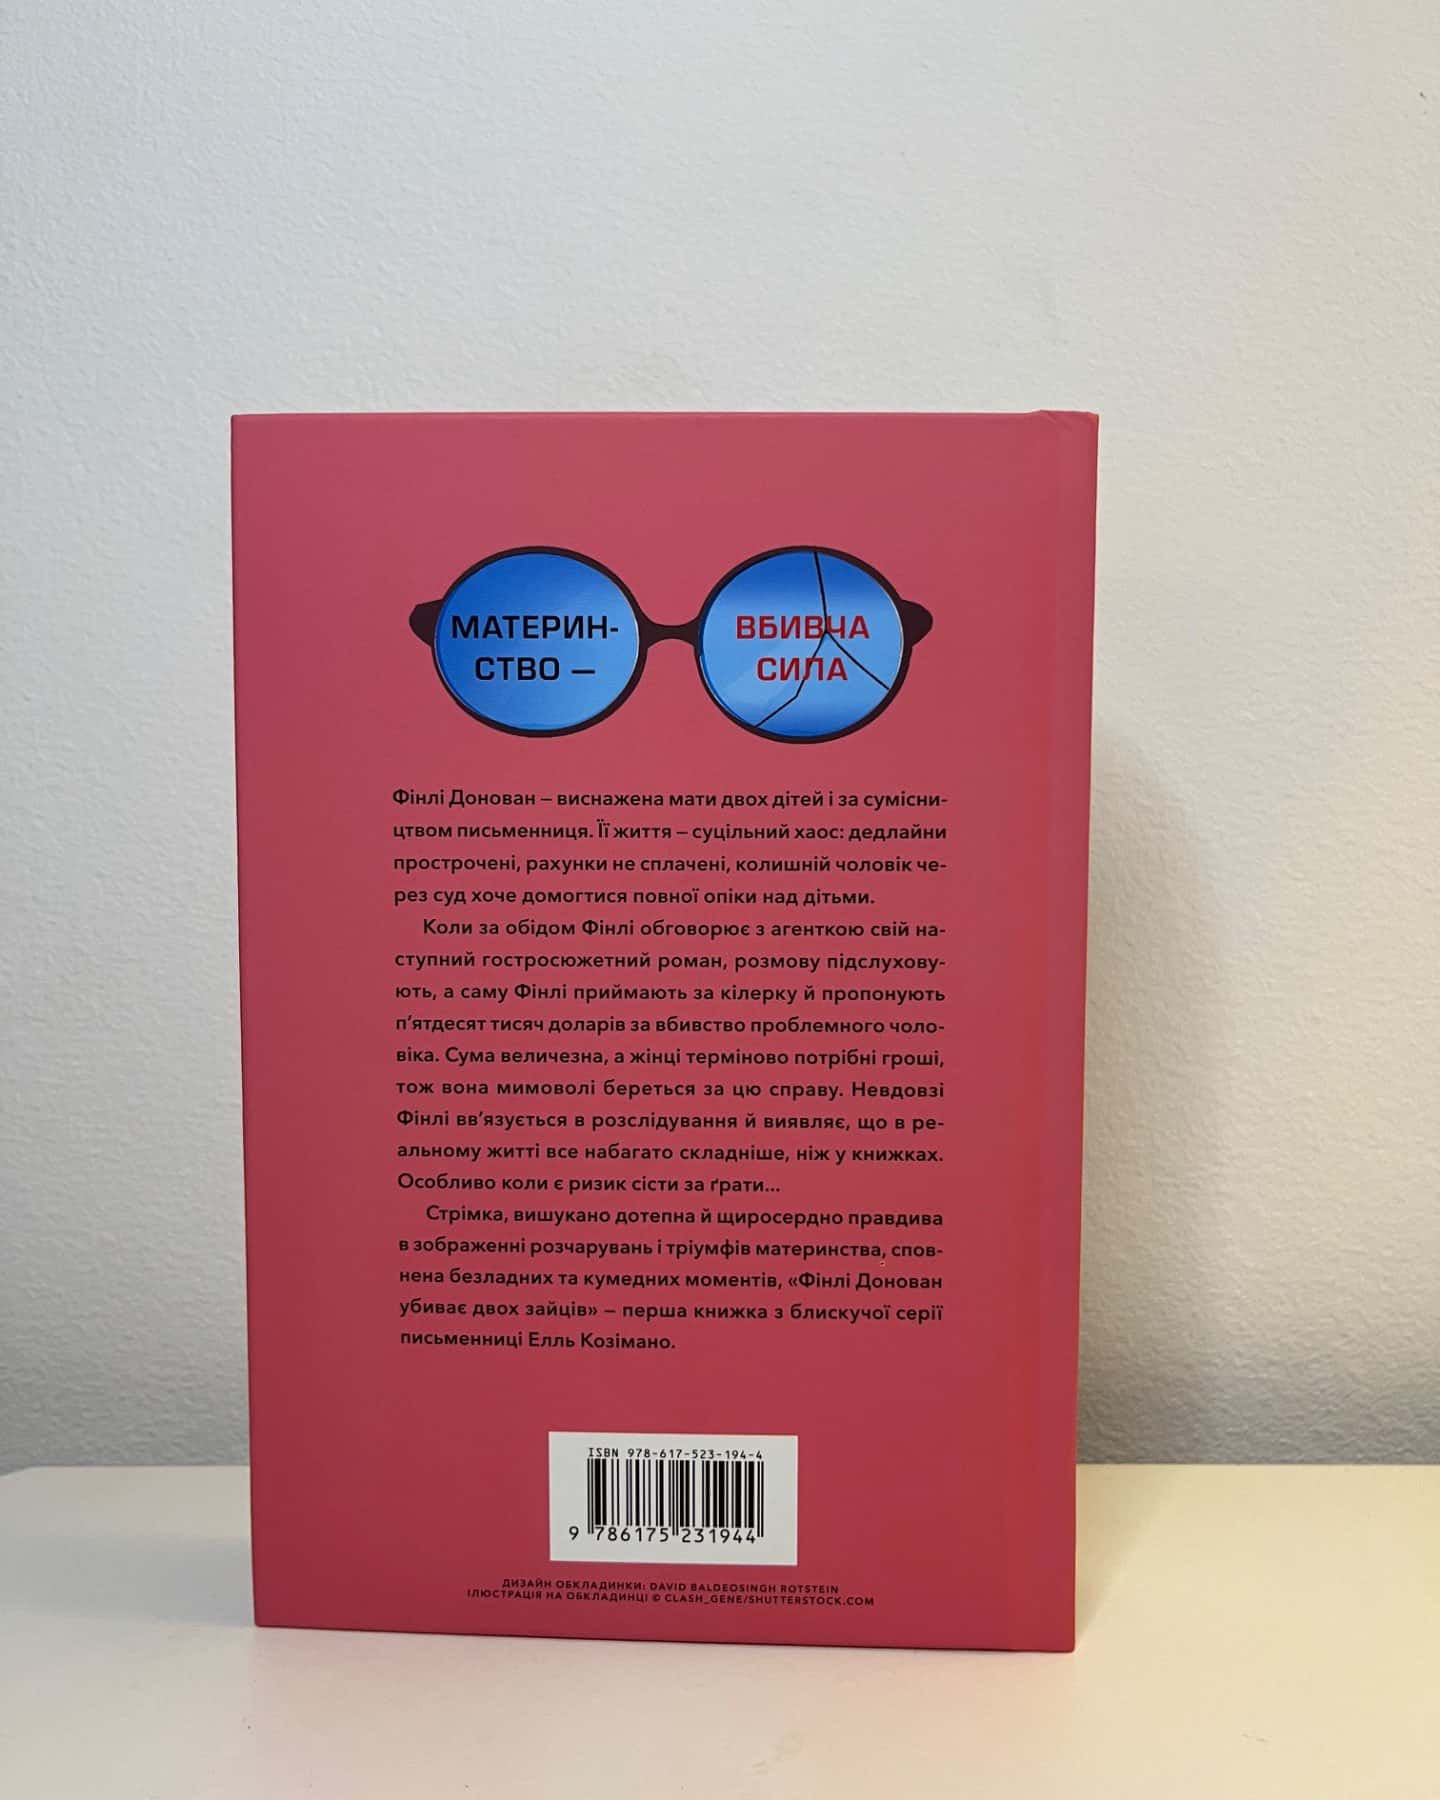 МАТЕРИН-
СТВО –
ВБИВЧА
СИЛА
Фінлі Донован – виснажена мати двох дітей і за сумісни-
цтвом письменниця. Її життя – суцільний хаос: дедлайни
прострочені, рахунки не сплачені, колишній чоловік че-
рез суд хоче домогтися повної опіки над дітьми.
Коли за обідом Фінлі обговорює з агенткою свій на-
ступний гостросюжетний роман, розмову підслухову-
ють, а саму Фінлі приймають за кілерку й пропонують
п’ятдесят тисяч доларів за вбивство проблемного чоло-
віка. Сума величезна, а жінці терміново потрібні гроші,
тож вона мимоволі береться за цю справу. Невдовзі
Фінлі вв’язується в розслідування й виявляє, що в ре-
альному житті все набагато складніше, ніж у книжках.
Особливо коли є ризик сісти за ґрати...
Стрімка, вишукано дотепна й щиросердно правдива
в зображенні розчарувань і тріумфів материнства, спов-
нена безладних та кумедних моментів, «Фінлі Донован
убиває двох зайців» – перша книжка з блискучої серії
письменниці Елль Козімано.
ISBN 978-617-523-194-4
9 786175 231944
ДИЗАЙН ОБКЛАДИНКИ: DAVID BALDEOSINGH ROTSTEIN
ІЛЮСТРАЦІЯ НА ОБКЛАДИНЦІ © CLASH_GENE/SHUTTERSTOCK.COM